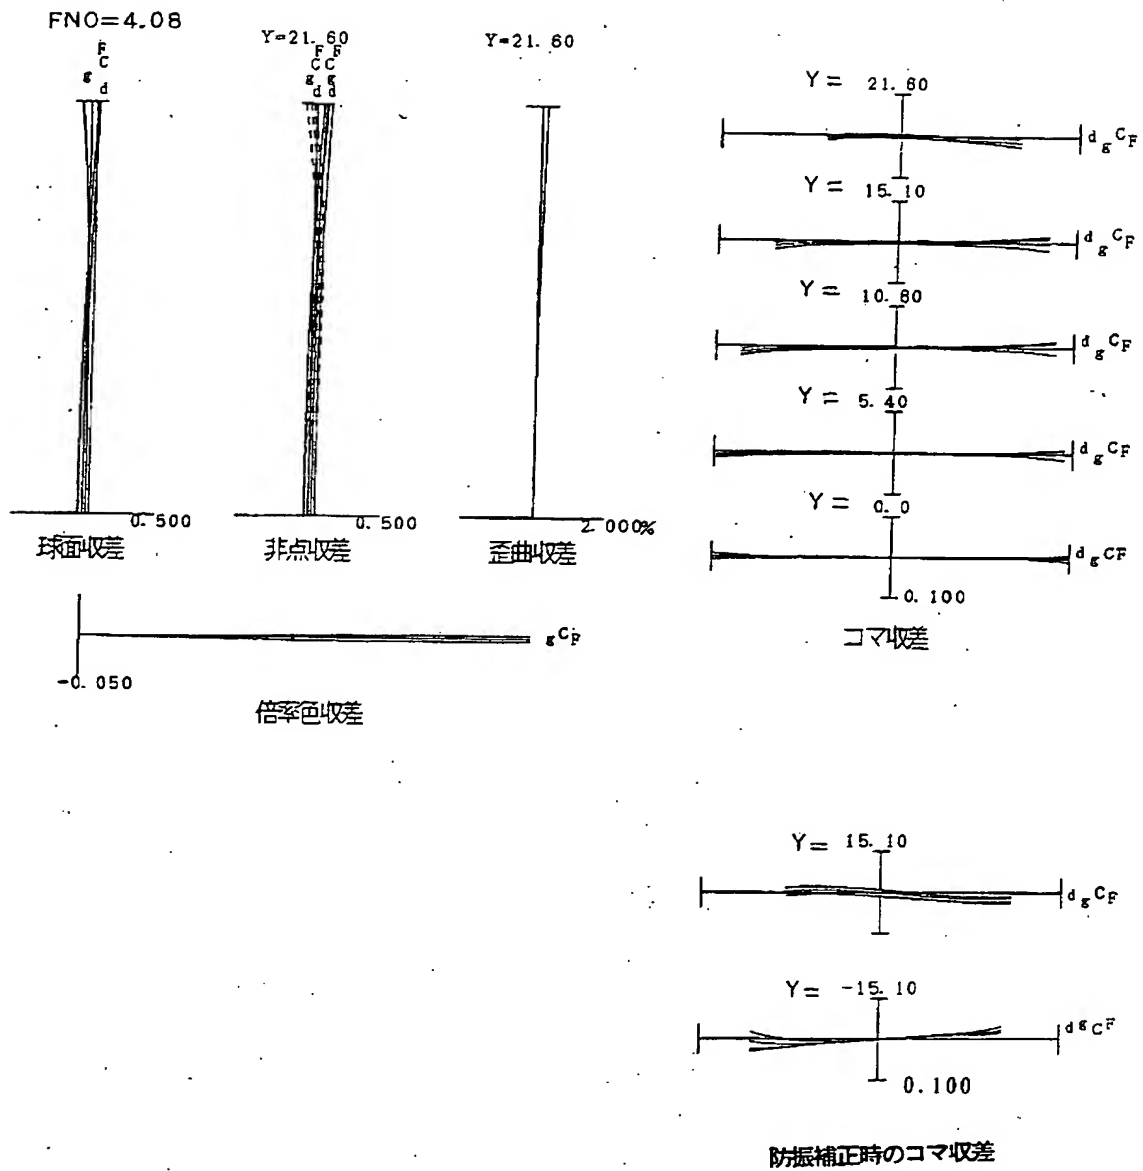 FNO=4.08
F
C
g
d
0.500
球面収差
Y=21.60
F F
C C
g g
d d
0.500
非点収差
Y=21.60
2.000%
歪曲収差
-0.050
g C F
倍率色収差
Y= 21.60
d g C F
Y= 15.10
d g C F
Y= 10.80
d g C F
Y= 5.40
d g C F
Y= 0.0
d g C F
0.100
コマ収差
Y= 15.10
d g C F
Y= -15.10
d g C F
0.100
防振補正時のコマ収差